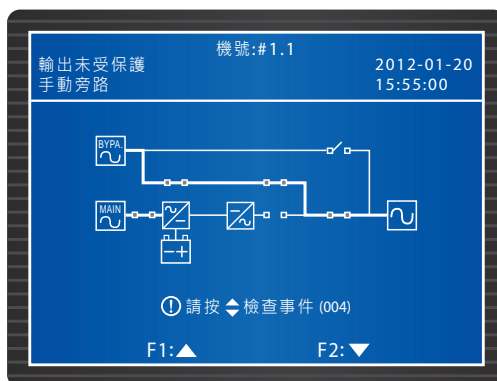 機號:#1.1
輸出未受保護
手動旁路
2012-01-20
15:55:00
BYPA.
MAIN
! 請按 檢查事件 (004)
F1:▲ F2:▼